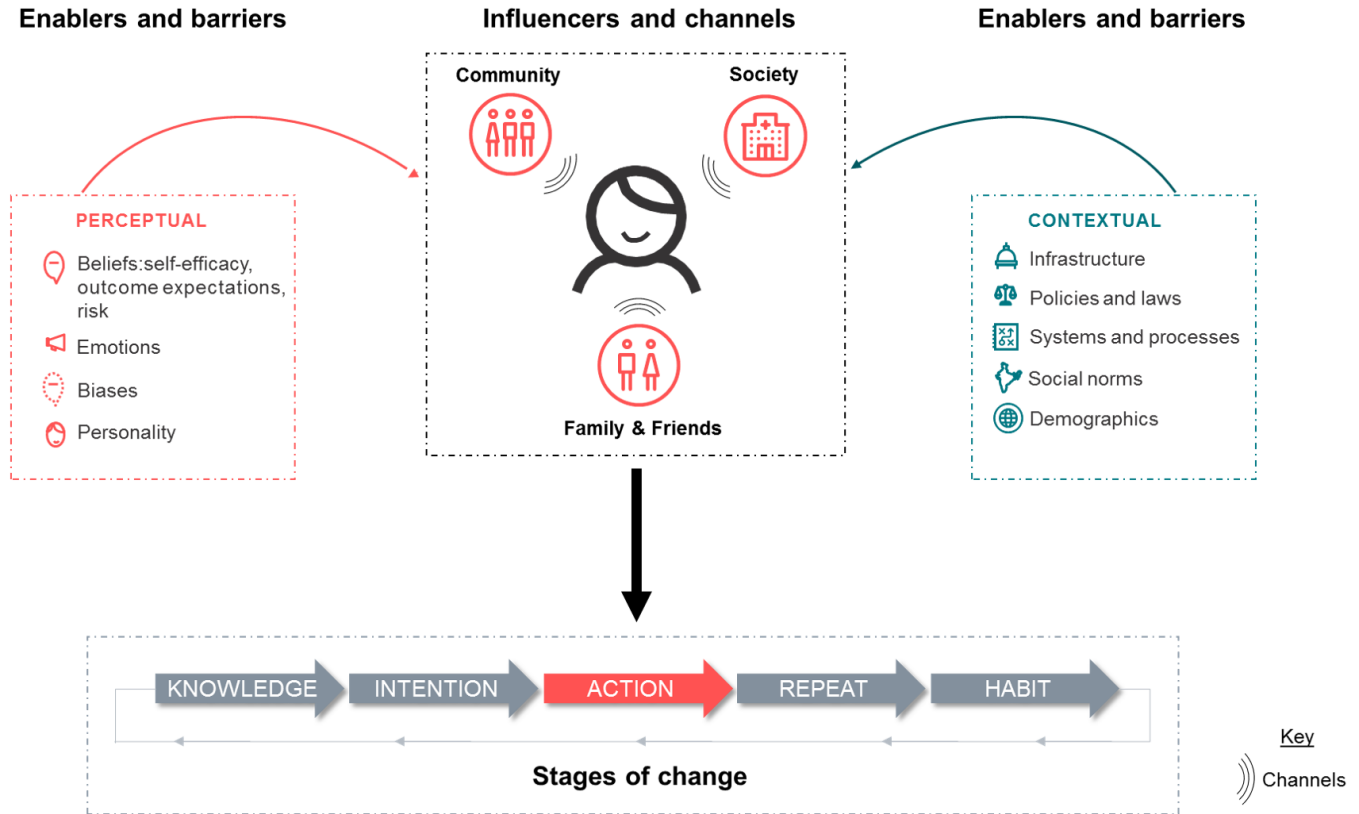 Enablers and barriers
Influencers and channels
Enablers and barriers
Community
Society
Family & Friends
PERCEPTUAL
Beliefs:self-efficacy,
outcome expectations,
risk
Emotions
Biases
Personality
CONTEXTUAL
Infrastructure
Policies and laws
Systems and processes
Social norms
Demographics
KNOWLEDGE
INTENTION
ACTION
REPEAT
HABIT
Stages of change
Key
Channels